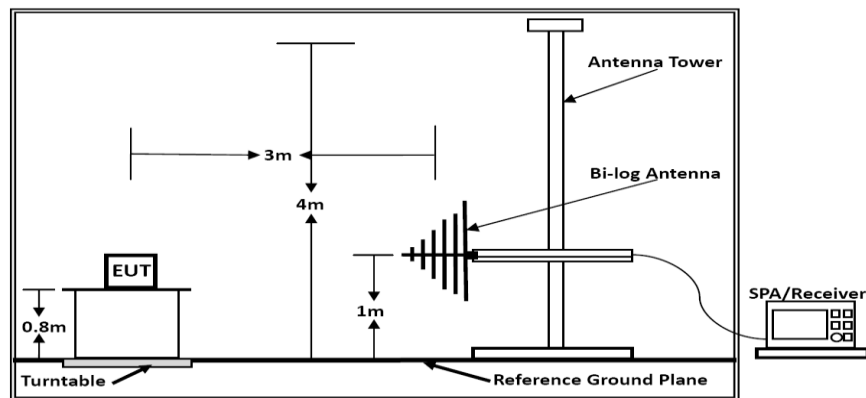 Antenna Tower
3m
Bi-log Antenna
4m
EUT
1m
0.8m
SPA/Receiver
Turntable
Reference Ground Plane